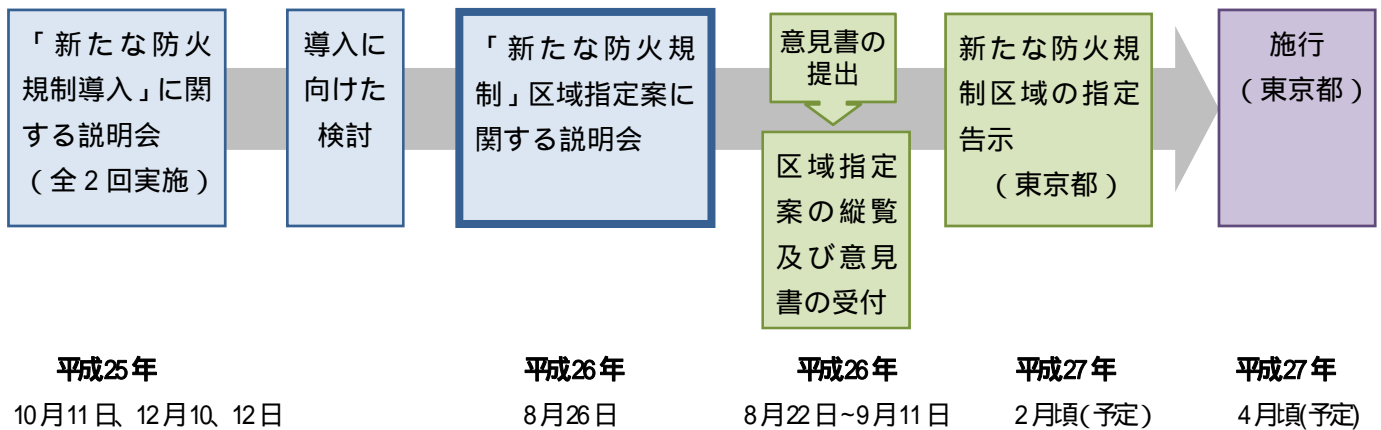 「新たな防火
規制導入」に関
する説明会
（全２回実施）
導入に
向けた
検討
「新たな防火規
制」区域指定案に
関する説明会
意見書の
提出
区域指定
案の縦覧
及び意見
書の受付
新たな防火規
制区域の指定
告示
（東京都）
施行
（東京都）
平成25年
10月11日、12月10、12日
平成26年
8月26日
平成26年
8月22日~9月11日
平成27年
2月頃（予定）
平成27年
4月頃(予定)